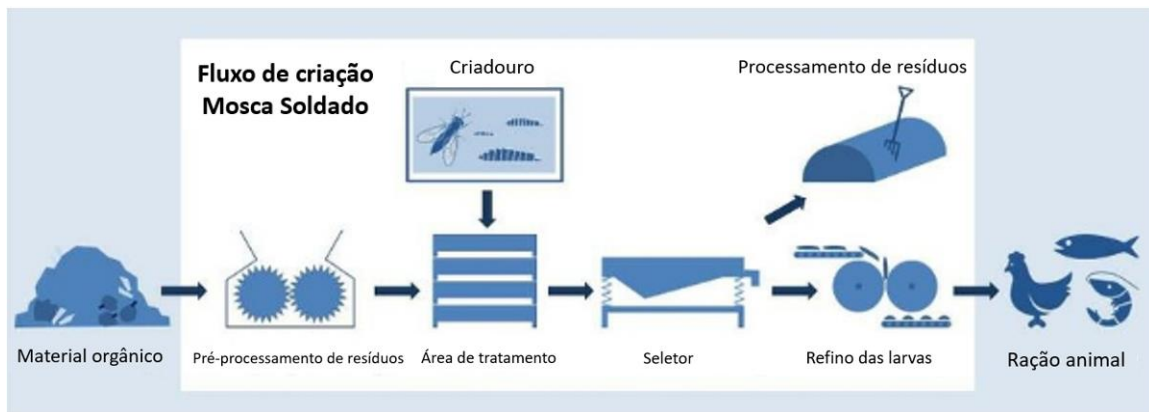 Fluxo de criação
Mosca Soldado
Criadouro
Processamento de resíduos
Material orgânico
Pré-processamento de resíduos
Área de tratamento
Seletor
Refino das larvas
Ração animal